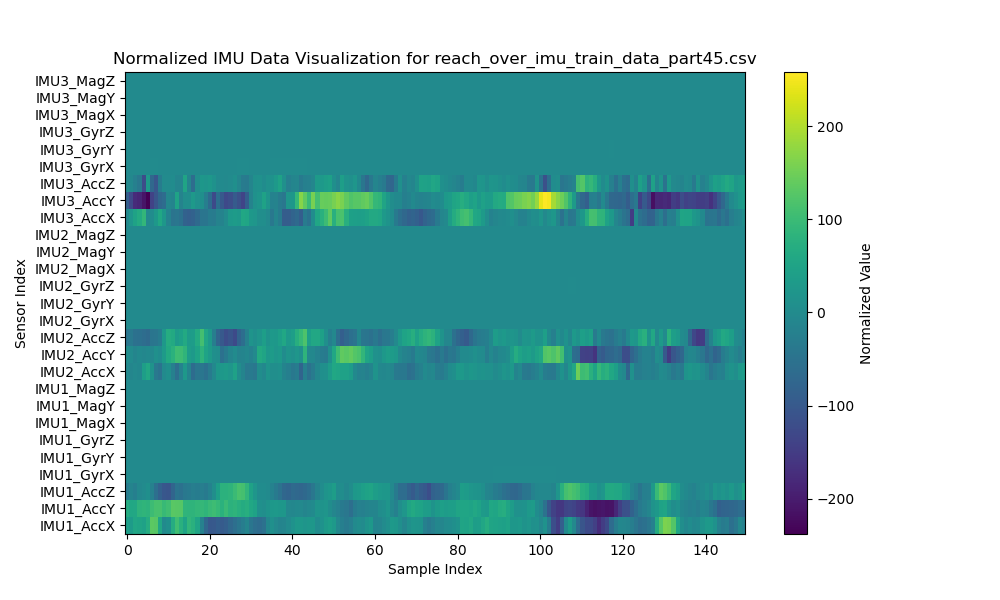 Normalized IMU Data Visualization for reach_over_imu_train_data_part45.csv
IMU3_MagZ
IMU3_MagY
IMU3_MagX
IMU3_GyrZ
IMU3_GyrY
IMU3_GyrX
IMU3_AccZ
IMU3_AccY
IMU3_AccX
IMU2_MagZ
IMU2_MagY
IMU2_MagX
IMU2_GyrZ
IMU2_GyrY
IMU2_GyrX
IMU2_AccZ
IMU2_AccY
IMU2_AccX
IMU1_MagZ
IMU1_MagY
IMU1_MagX
IMU1_GyrZ
IMU1_GyrY
IMU1_GyrX
IMU1_AccZ
IMU1_AccY
IMU1_AccX
Sensor Index
0 20 40 60 80 100 120 140
Sample Index
200
100
0
−100
−200
Normalized Value